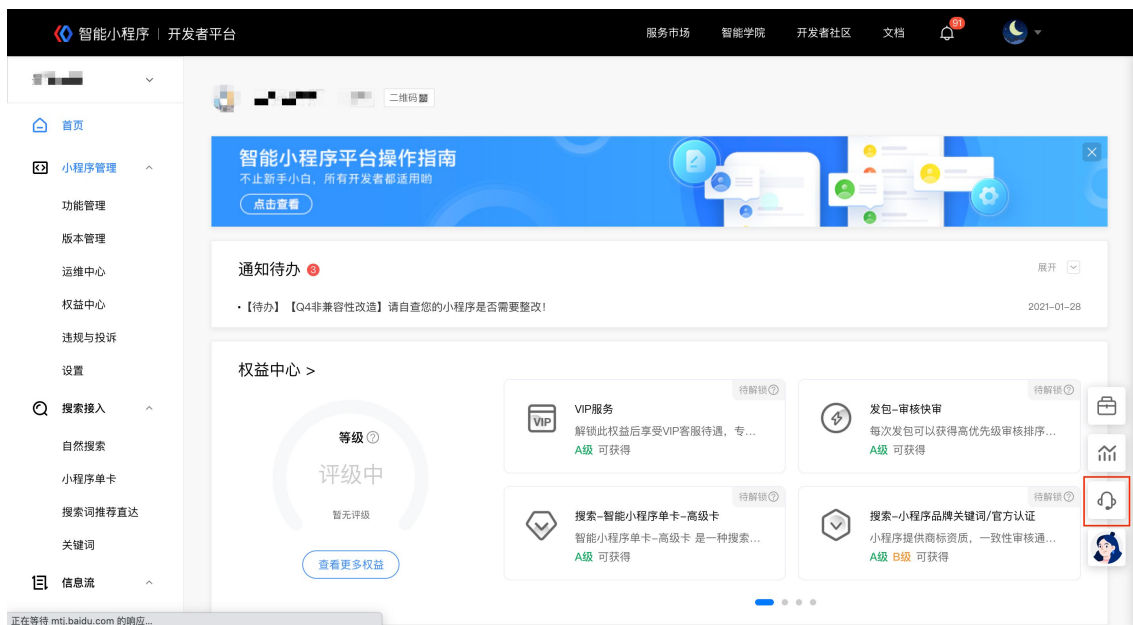 智能小程序 | 开发者平台
服务市场 智能学院 开发者社区 文档 91
二维码
首页
小程序管理
功能管理
版本管理
运维中心
权益中心
违规与投诉
设置
搜索接入
自然搜索
小程序单卡
搜索词推荐直达
关键词
信息流
智能小程序平台操作指南
不止新手小白，所有开发者都适用哟
点击查看
通知待办 3
展开
•【待办】【Q4非兼容性改造】请自查您的小程序是否需要整改！
2021-01-28
权益中心 >
等级
评级中
暂无评级
查看更多权益
待解锁
VIP
VIP服务
解锁此权益后享受VIP客服待遇，专...
A级 可获得
待解锁
发包-审核快审
每次发包可以获得高优先级审核排序...
A级 可获得
待解锁
搜索-智能小程序单卡-高级卡
智能小程序单卡-高级卡 是一种搜索...
A级 可获得
待解锁
搜索-小程序品牌关键词/官方认证
小程序提供商标资质，一致性审核通...
A级 B级 可获得
正在等待 mtj.baidu.com 的响应...